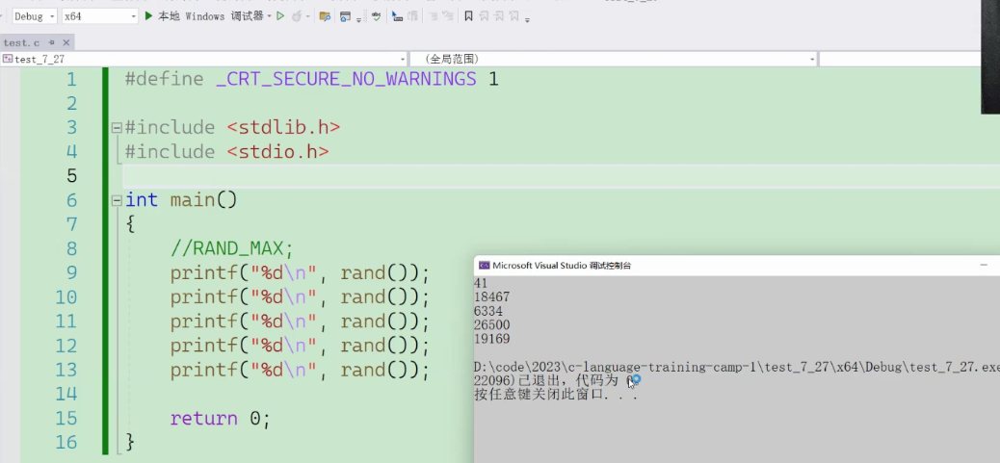 Debug x64 本地 Windows 调试器
test.c
test_7_27 (全局范围)
1 #define _CRT_SECURE_NO_WARNINGS 1
2
3 #include <stdlib.h>
4 #include <stdio.h>
5
6 int main()
7 {
8 //RAND_MAX;
9 printf("%d\n", rand());
10 printf("%d\n", rand());
11 printf("%d\n", rand());
12 printf("%d\n", rand());
13 printf("%d\n", rand());
14
15 return 0;
16 }
Microsoft Visual Studio 调试控制台
41
18467
6334
26500
19169
D:\code\2023\c-language-training-camp-1\test_7_27\x64\Debug\test_7_27.exe
22096)已退出，代码为
按任意键关闭此窗口. . .